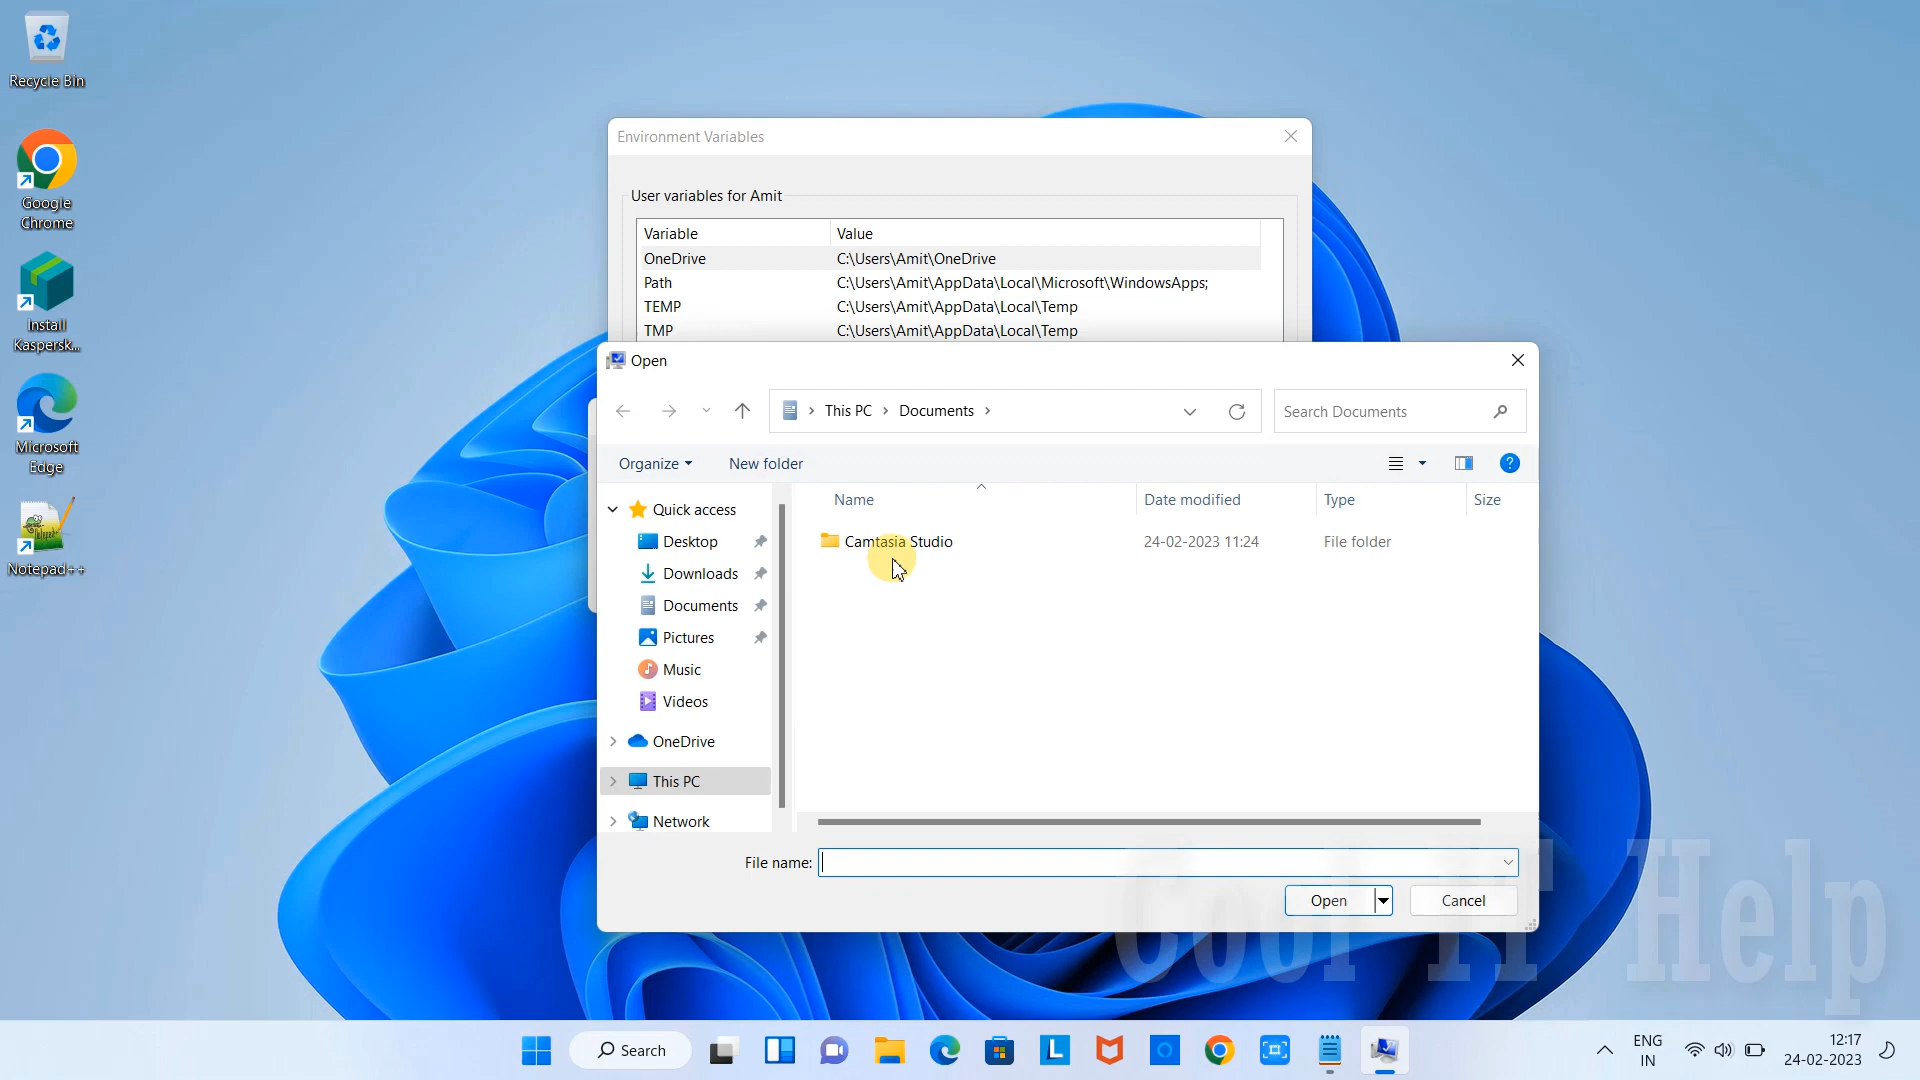 Recycle Bin
Google
Chrome
Install
Kaspersk...
Microsoft
Edge
Notepad++
Environment Variables
User variables for Amit
Variable Value
OneDrive C:\Users\Amit\OneDrive
Path C:\Users\Amit\AppData\Local\Microsoft\WindowsApps;
TEMP C:\Users\Amit\AppData\Local\Temp
TMP C:\Users\Amit\AppData\Local\Temp
Open
This PC > Documents >
Search Documents
Organize New folder
Name Date modified Type Size
Camtasia Studio 24-02-2023 11:24 File folder
Quick access
Desktop
Downloads
Documents
Pictures
Music
Videos
OneDrive
This PC
Network
File name:
Open Cancel
Cool IT Help
Search
ENG
IN
12:17
24-02-2023